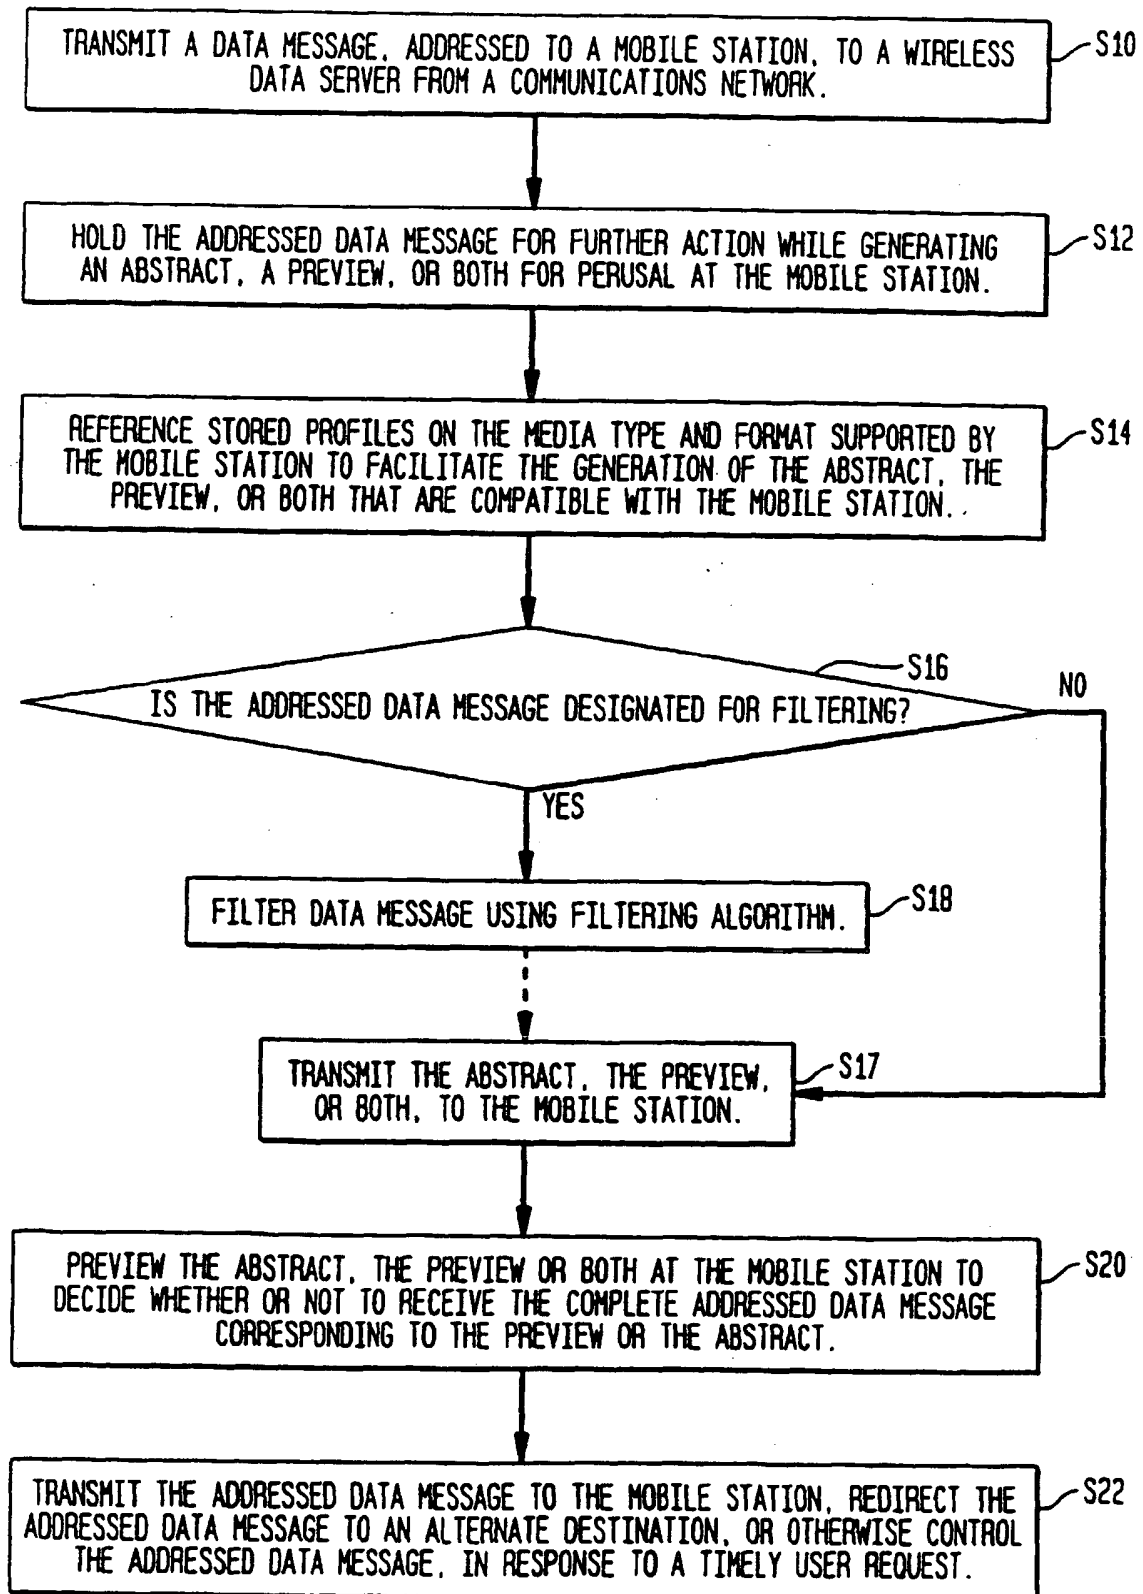 TRANSMIT A DATA MESSAGE, ADDRESSED TO A MOBILE STATION, TO A WIRELESS
DATA SERVER FROM A COMMUNICATIONS NETWORK.
S10
HOLD THE ADDRESSED DATA MESSAGE FOR FURTHER ACTION WHILE GENERATING
AN ABSTRACT, A PREVIEW, OR BOTH FOR PERUSAL AT THE MOBILE STATION.
S12
REFERENCE STORED PROFILES ON THE MEDIA TYPE AND FORMAT SUPPORTED BY
THE MOBILE STATION TO FACILITATE THE GENERATION OF THE ABSTRACT, THE
PREVIEW, OR BOTH THAT ARE COMPATIBLE WITH THE MOBILE STATION.
S14
S16
NO
IS THE ADDRESSED DATA MESSAGE DESIGNATED FOR FILTERING?
YES
FILTER DATA MESSAGE USING FILTERING ALGORITHM.
S18
TRANSMIT THE ABSTRACT, THE PREVIEW,
OR BOTH, TO THE MOBILE STATION.
S17
PREVIEW THE ABSTRACT, THE PREVIEW OR BOTH AT THE MOBILE STATION TO
DECIDE WHETHER OR NOT TO RECEIVE THE COMPLETE ADDRESSED DATA MESSAGE
CORRESPONDING TO THE PREVIEW OR THE ABSTRACT.
S20
TRANSMIT THE ADDRESSED DATA MESSAGE TO THE MOBILE STATION, REDIRECT THE
ADDRESSED DATA MESSAGE TO AN ALTERNATE DESTINATION, OR OTHERWISE CONTROL
THE ADDRESSED DATA MESSAGE, IN RESPONSE TO A TIMELY USER REQUEST.
S22